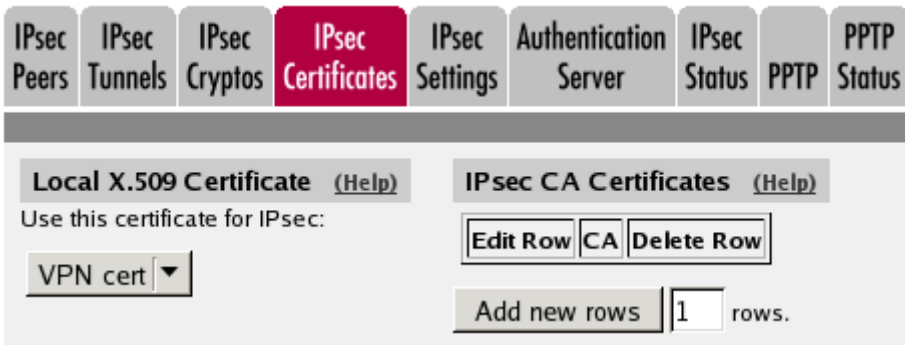 IPsec Peers
IPsec Tunnels
IPsec Cryptos
IPsec Certificates
IPsec Settings
Authentication Server
IPsec Status
PPTP
PPTP Status
Local X.509 Certificate (Help)
Use this certificate for IPsec:
VPN cert
IPsec CA Certificates (Help)
Edit Row CA Delete Row
Add new rows 1 rows.